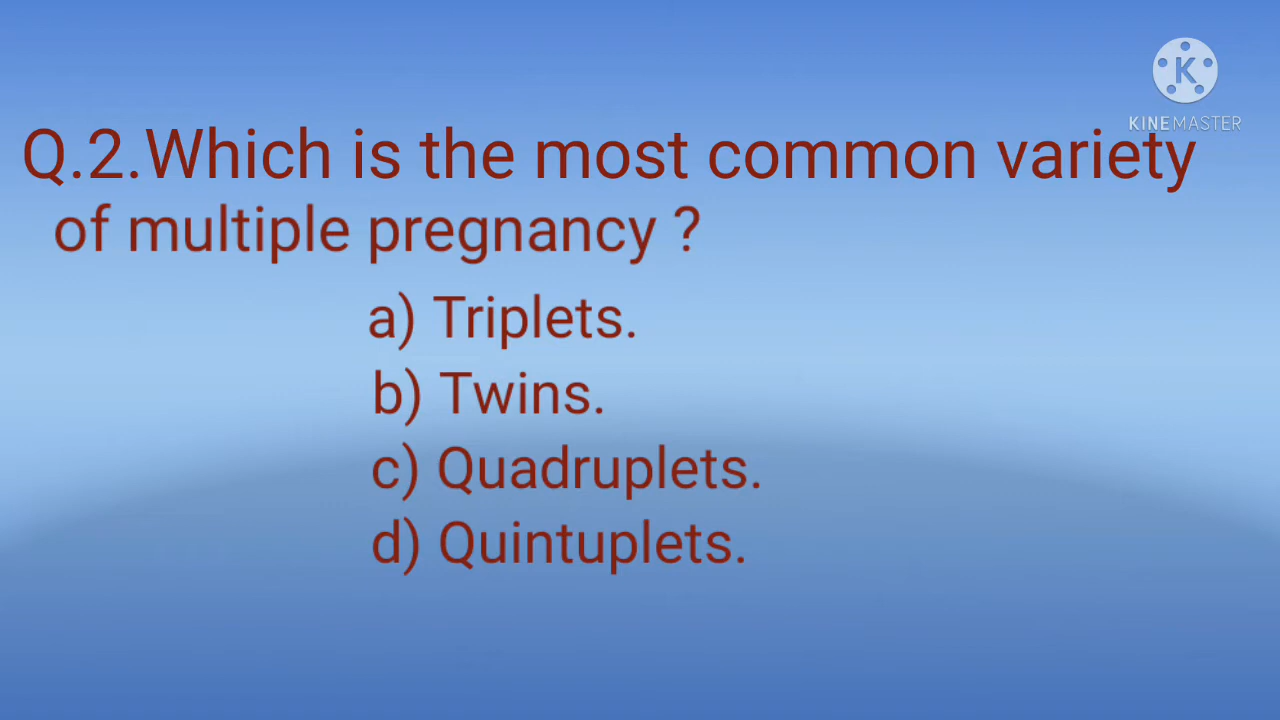 K
KINEMASTER
Q.2.Which is the most common variety
of multiple pregnancy ?
a) Triplets.
b) Twins.
c) Quadruplets.
d) Quintuplets.